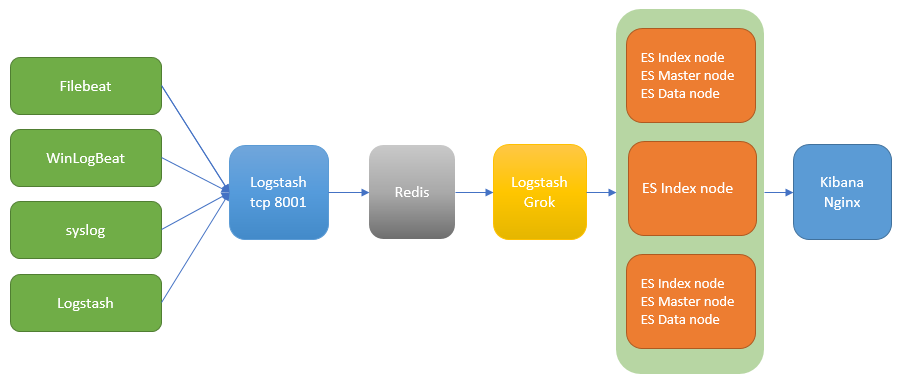 Filebeat
WinLogBeat
syslog
Logstash
Logstash
tcp 8001
Redis
Logstash
Grok
ES Index node
ES Master node
ES Data node
ES Index node
ES Index node
ES Master node
ES Data node
Kibana
Nginx